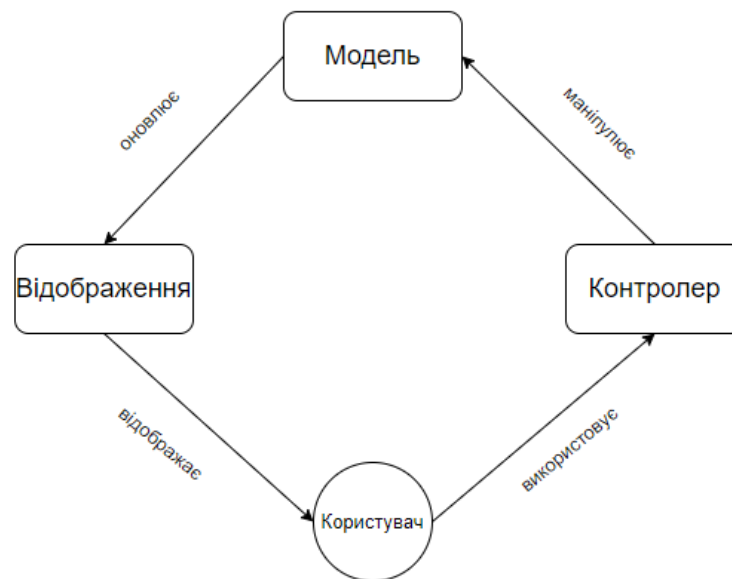 Модель
оновлює
маніпулює
Відображення
Контролер
відображає
використовує
Користувач